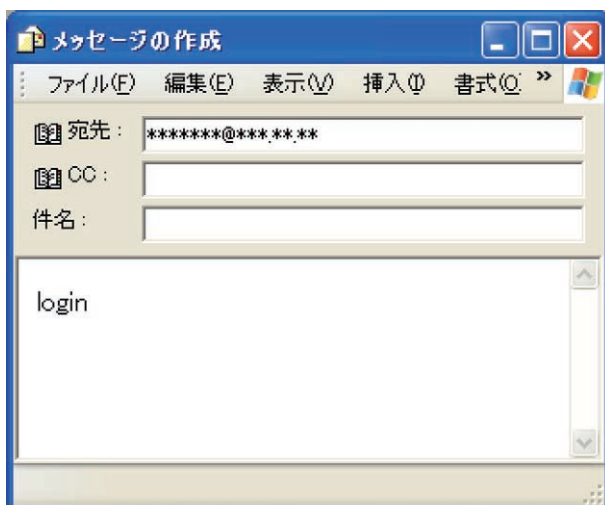 メッセージの作成
ファイル(F) 編集(E) 表示(V) 挿入(I) 書式(O) »
宛先: *******@***.**.**
CC:
件名:
login